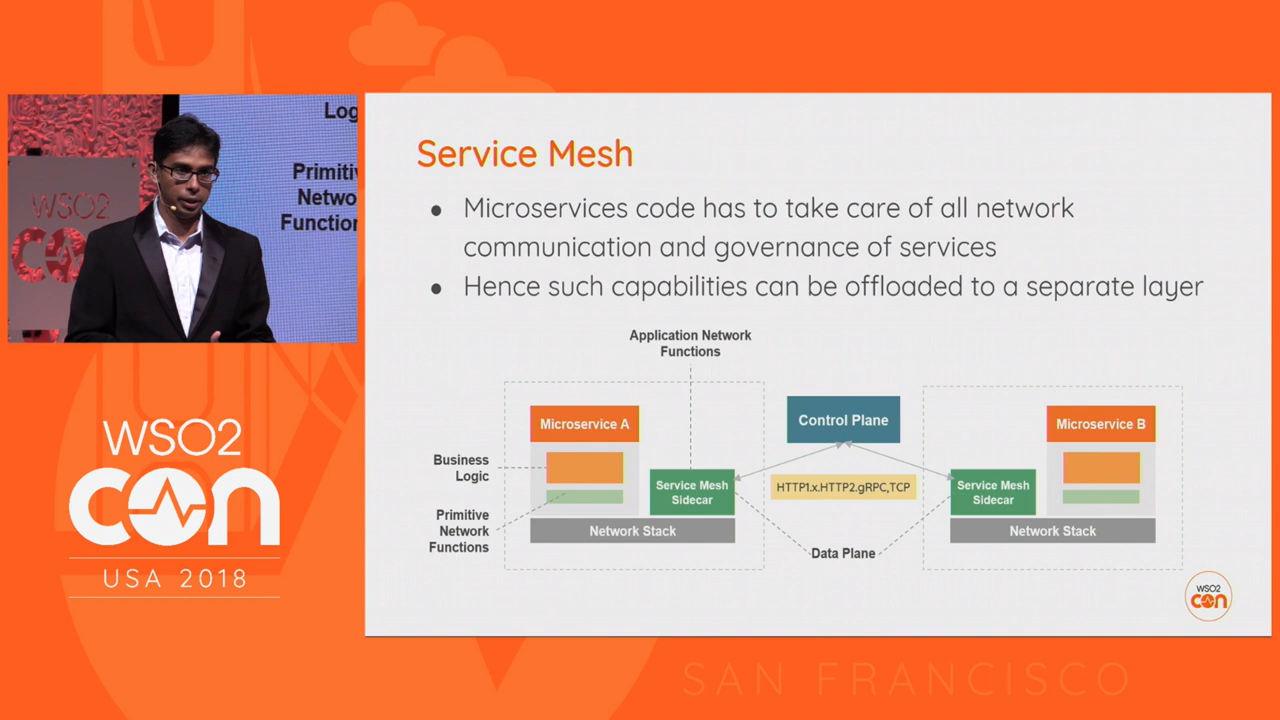 Log
Primiti
Netwo
Function
WSO2
con
WSO2
con
USA 2018
Service Mesh
● Microservices code has to take care of all network
communication and governance of services
● Hence such capabilities can be offloaded to a separate layer
Application Network
Functions
Microservice A
Control Plane
Microservice B
Business
Logic
Service Mesh
Sidecar
HTTP1.x.HTTP2.gRPC,TCP
Service Mesh
Sidecar
Primitive
Network
Functions
Network Stack
Network Stack
Data Plane
WSO2
con
SAN FRANCISCO